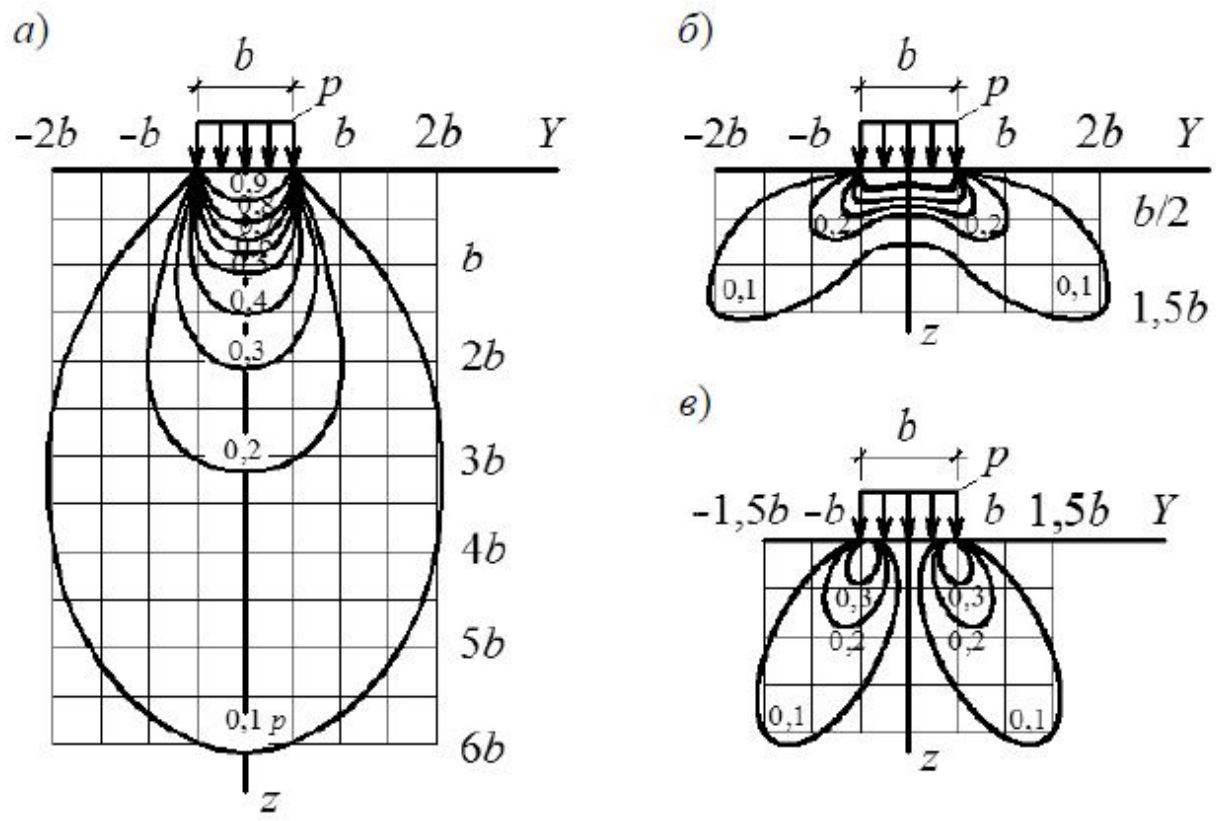 а)
b
p
-2b -b b 2b Y
0,9
0,8
0,4
0,3
0,2
0,1 p
b
2b
3b
4b
5b
6b
z
б)
b
p
-2b -b b 2b Y
0,2 0,2
0,1 0,1
b/2
1,5b
z
в)
b
p
-1,5b -b b 1,5b Y
0,3 0,3
0,2 0,2
0,1 0,1
z